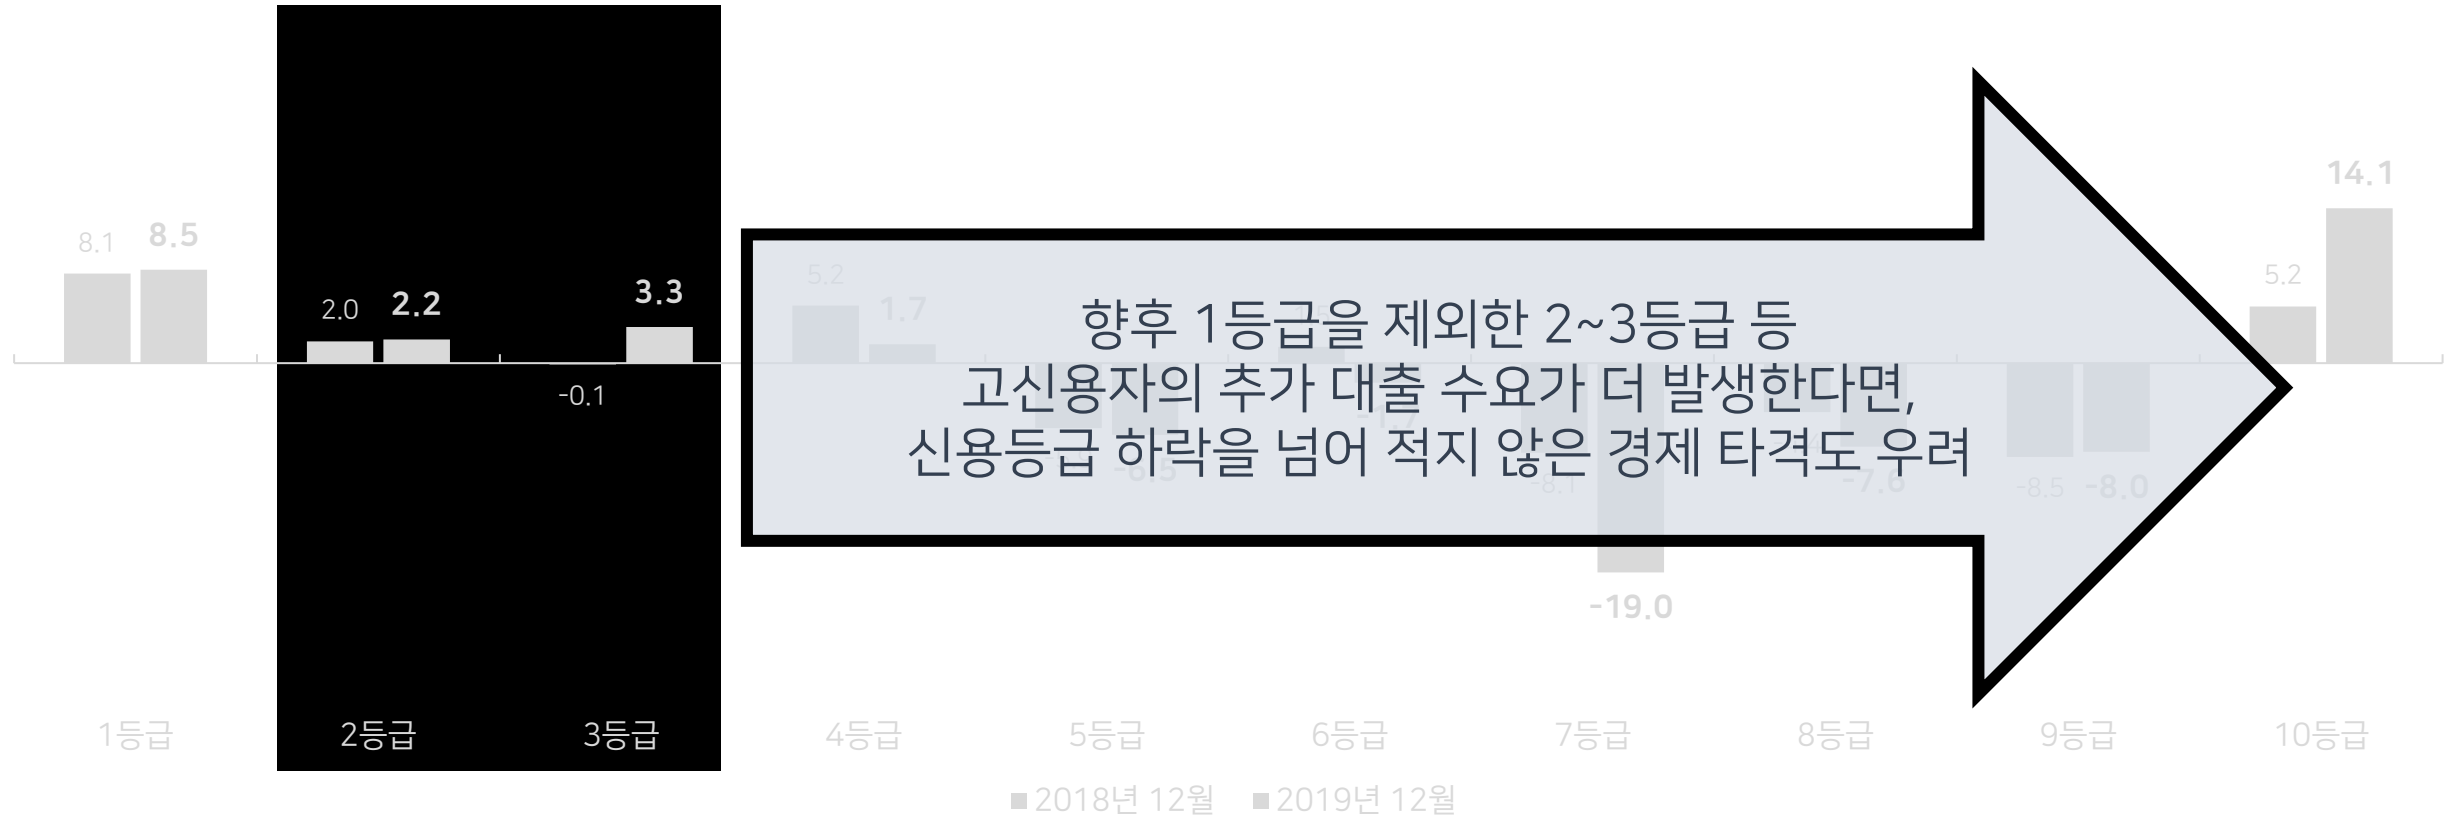 14.1
8.1
8.5
2.0
2.2
-0.1
3.3
5.2
1.7
5.2
향후 1등급을 제외한 2~3등급 등
고신용자의 추가 대출 수요가 더 발생한다면,
신용등급 하락을 넘어 적지 않은 경제 타격도 우려
-6.5
-8.1
-7.6
-8.5
-8.0
-19.0
1등급
2등급
3등급
4등급
5등급
6등급
7등급
8등급
9등급
10등급
2018년 12월
2019년 12월